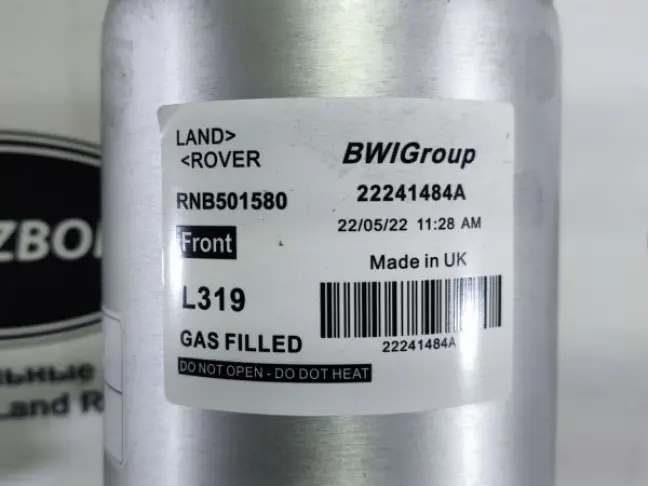 LAND>
<ROVER
RNB501580
Front
L319
GAS FILLED
DO NOT OPEN - DO DOT HEAT
BWIGroup
22241484A
22/05/22 11:28 AM
Made in UK
22241484A
ZBO
Land R